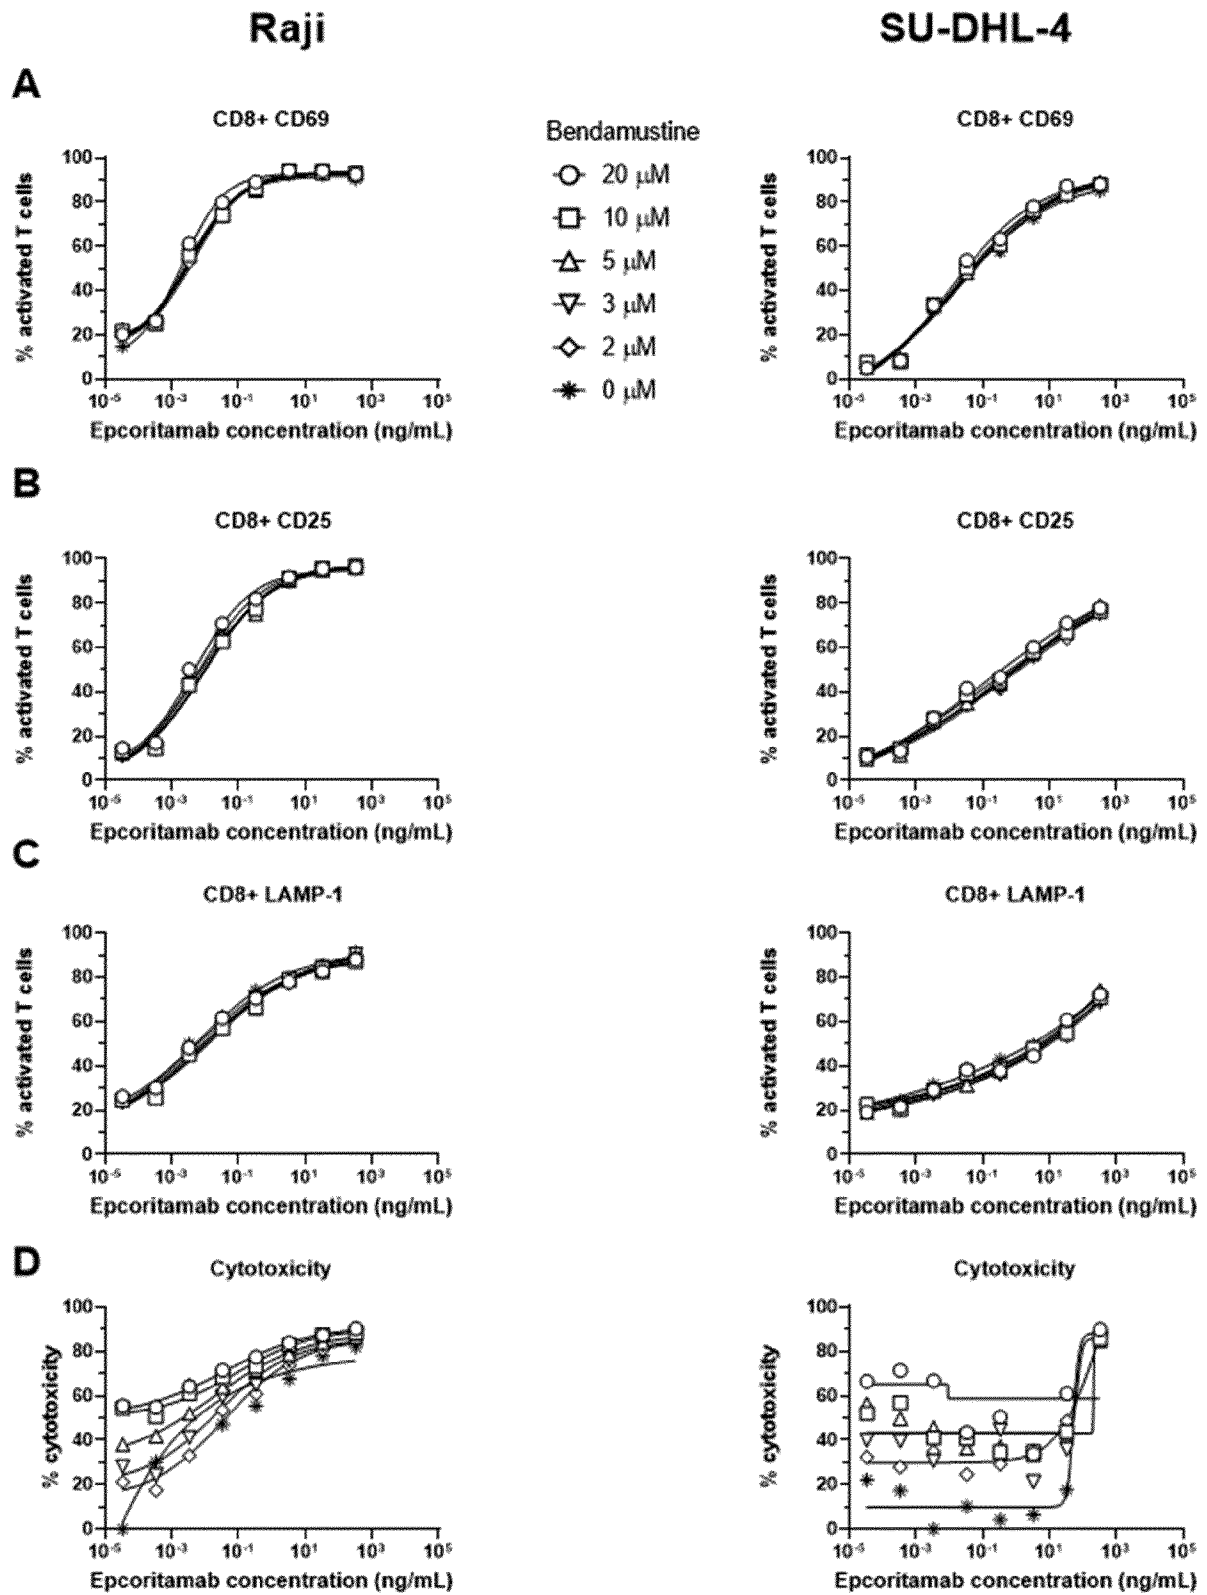 Raji
SU-DHL-4
A
CD8+ CD69
% activated T cells
100
80
60
40
20
0
10⁻⁵ 10⁻³ 10⁻¹ 10¹ 10³ 10⁵
Epcoritamab concentration (ng/mL)
Bendamustine
20 μM
10 μM
5 μM
3 μM
2 μM
0 μM
CD8+ CD69
% activated T cells
100
80
60
40
20
0
10⁻⁵ 10⁻³ 10⁻¹ 10¹ 10³ 10⁵
Epcoritamab concentration (ng/mL)
B
CD8+ CD25
% activated T cells
100
80
60
40
20
0
10⁻⁵ 10⁻³ 10⁻¹ 10¹ 10³ 10⁵
Epcoritamab concentration (ng/mL)
CD8+ CD25
% activated T cells
100
80
60
40
20
0
10⁻⁵ 10⁻³ 10⁻¹ 10¹ 10³ 10⁵
Epcoritamab concentration (ng/mL)
C
CD8+ LAMP-1
% activated T cells
100
80
60
40
20
0
10⁻⁵ 10⁻³ 10⁻¹ 10¹ 10³ 10⁵
Epcoritamab concentration (ng/mL)
CD8+ LAMP-1
% activated T cells
100
80
60
40
20
0
10⁻⁵ 10⁻³ 10⁻¹ 10¹ 10³ 10⁵
Epcoritamab concentration (ng/mL)
D
Cytotoxicity
% cytotoxicity
100
80
60
40
20
0
10⁻⁵ 10⁻³ 10⁻¹ 10¹ 10³ 10⁵
Epcoritamab concentration (ng/mL)
Cytotoxicity
% cytotoxicity
100
80
60
40
20
0
10⁻⁵ 10⁻³ 10⁻¹ 10¹ 10³ 10⁵
Epcoritamab concentration (ng/mL)